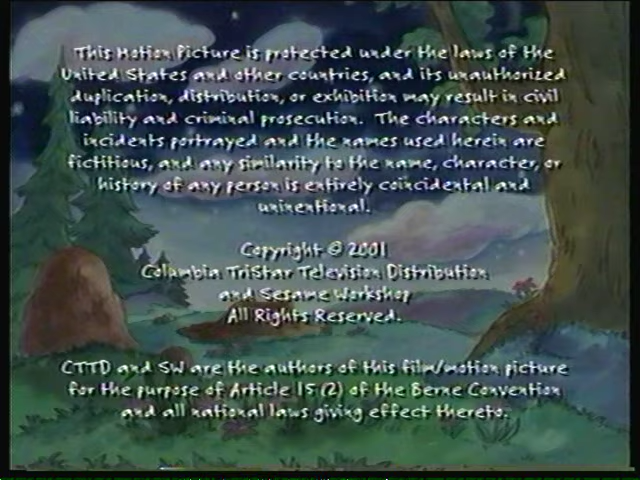 This Motion Picture is protected under the laws of the
United States and other countries, and its unauthorized
duplication, distribution, or exhibition may result in civil
liability and criminal prosecution. The characters and
incidents portrayed and the names used herein are
fictitious, and any similarity to the name, character, or
history of any person is entirely coincidental and
unintentional.
Copyright © 2001
Columbia TriStar Television Distribution
and Sesame Workshop
All Rights Reserved.
CTTD and SW are the authors of this film/motion picture
for the purpose of Article 15 (2) of the Berne Convention
and all national laws giving effect thereto.